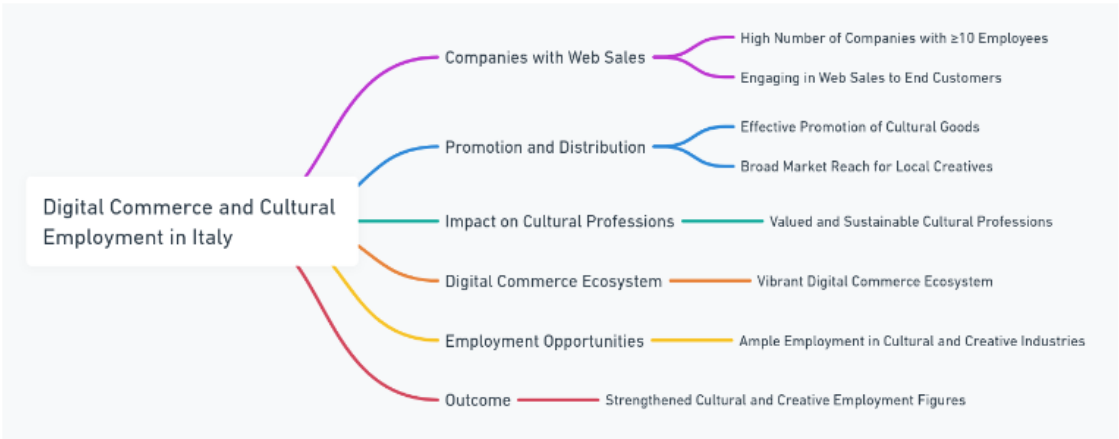 Digital Commerce and Cultural
Employment in Italy
Companies with Web Sales
High Number of Companies with ≥10 Employees
Engaging in Web Sales to End Customers
Promotion and Distribution
Effective Promotion of Cultural Goods
Broad Market Reach for Local Creatives
Impact on Cultural Professions
Valued and Sustainable Cultural Professions
Digital Commerce Ecosystem
Vibrant Digital Commerce Ecosystem
Employment Opportunities
Ample Employment in Cultural and Creative Industries
Outcome
Strengthened Cultural and Creative Employment Figures